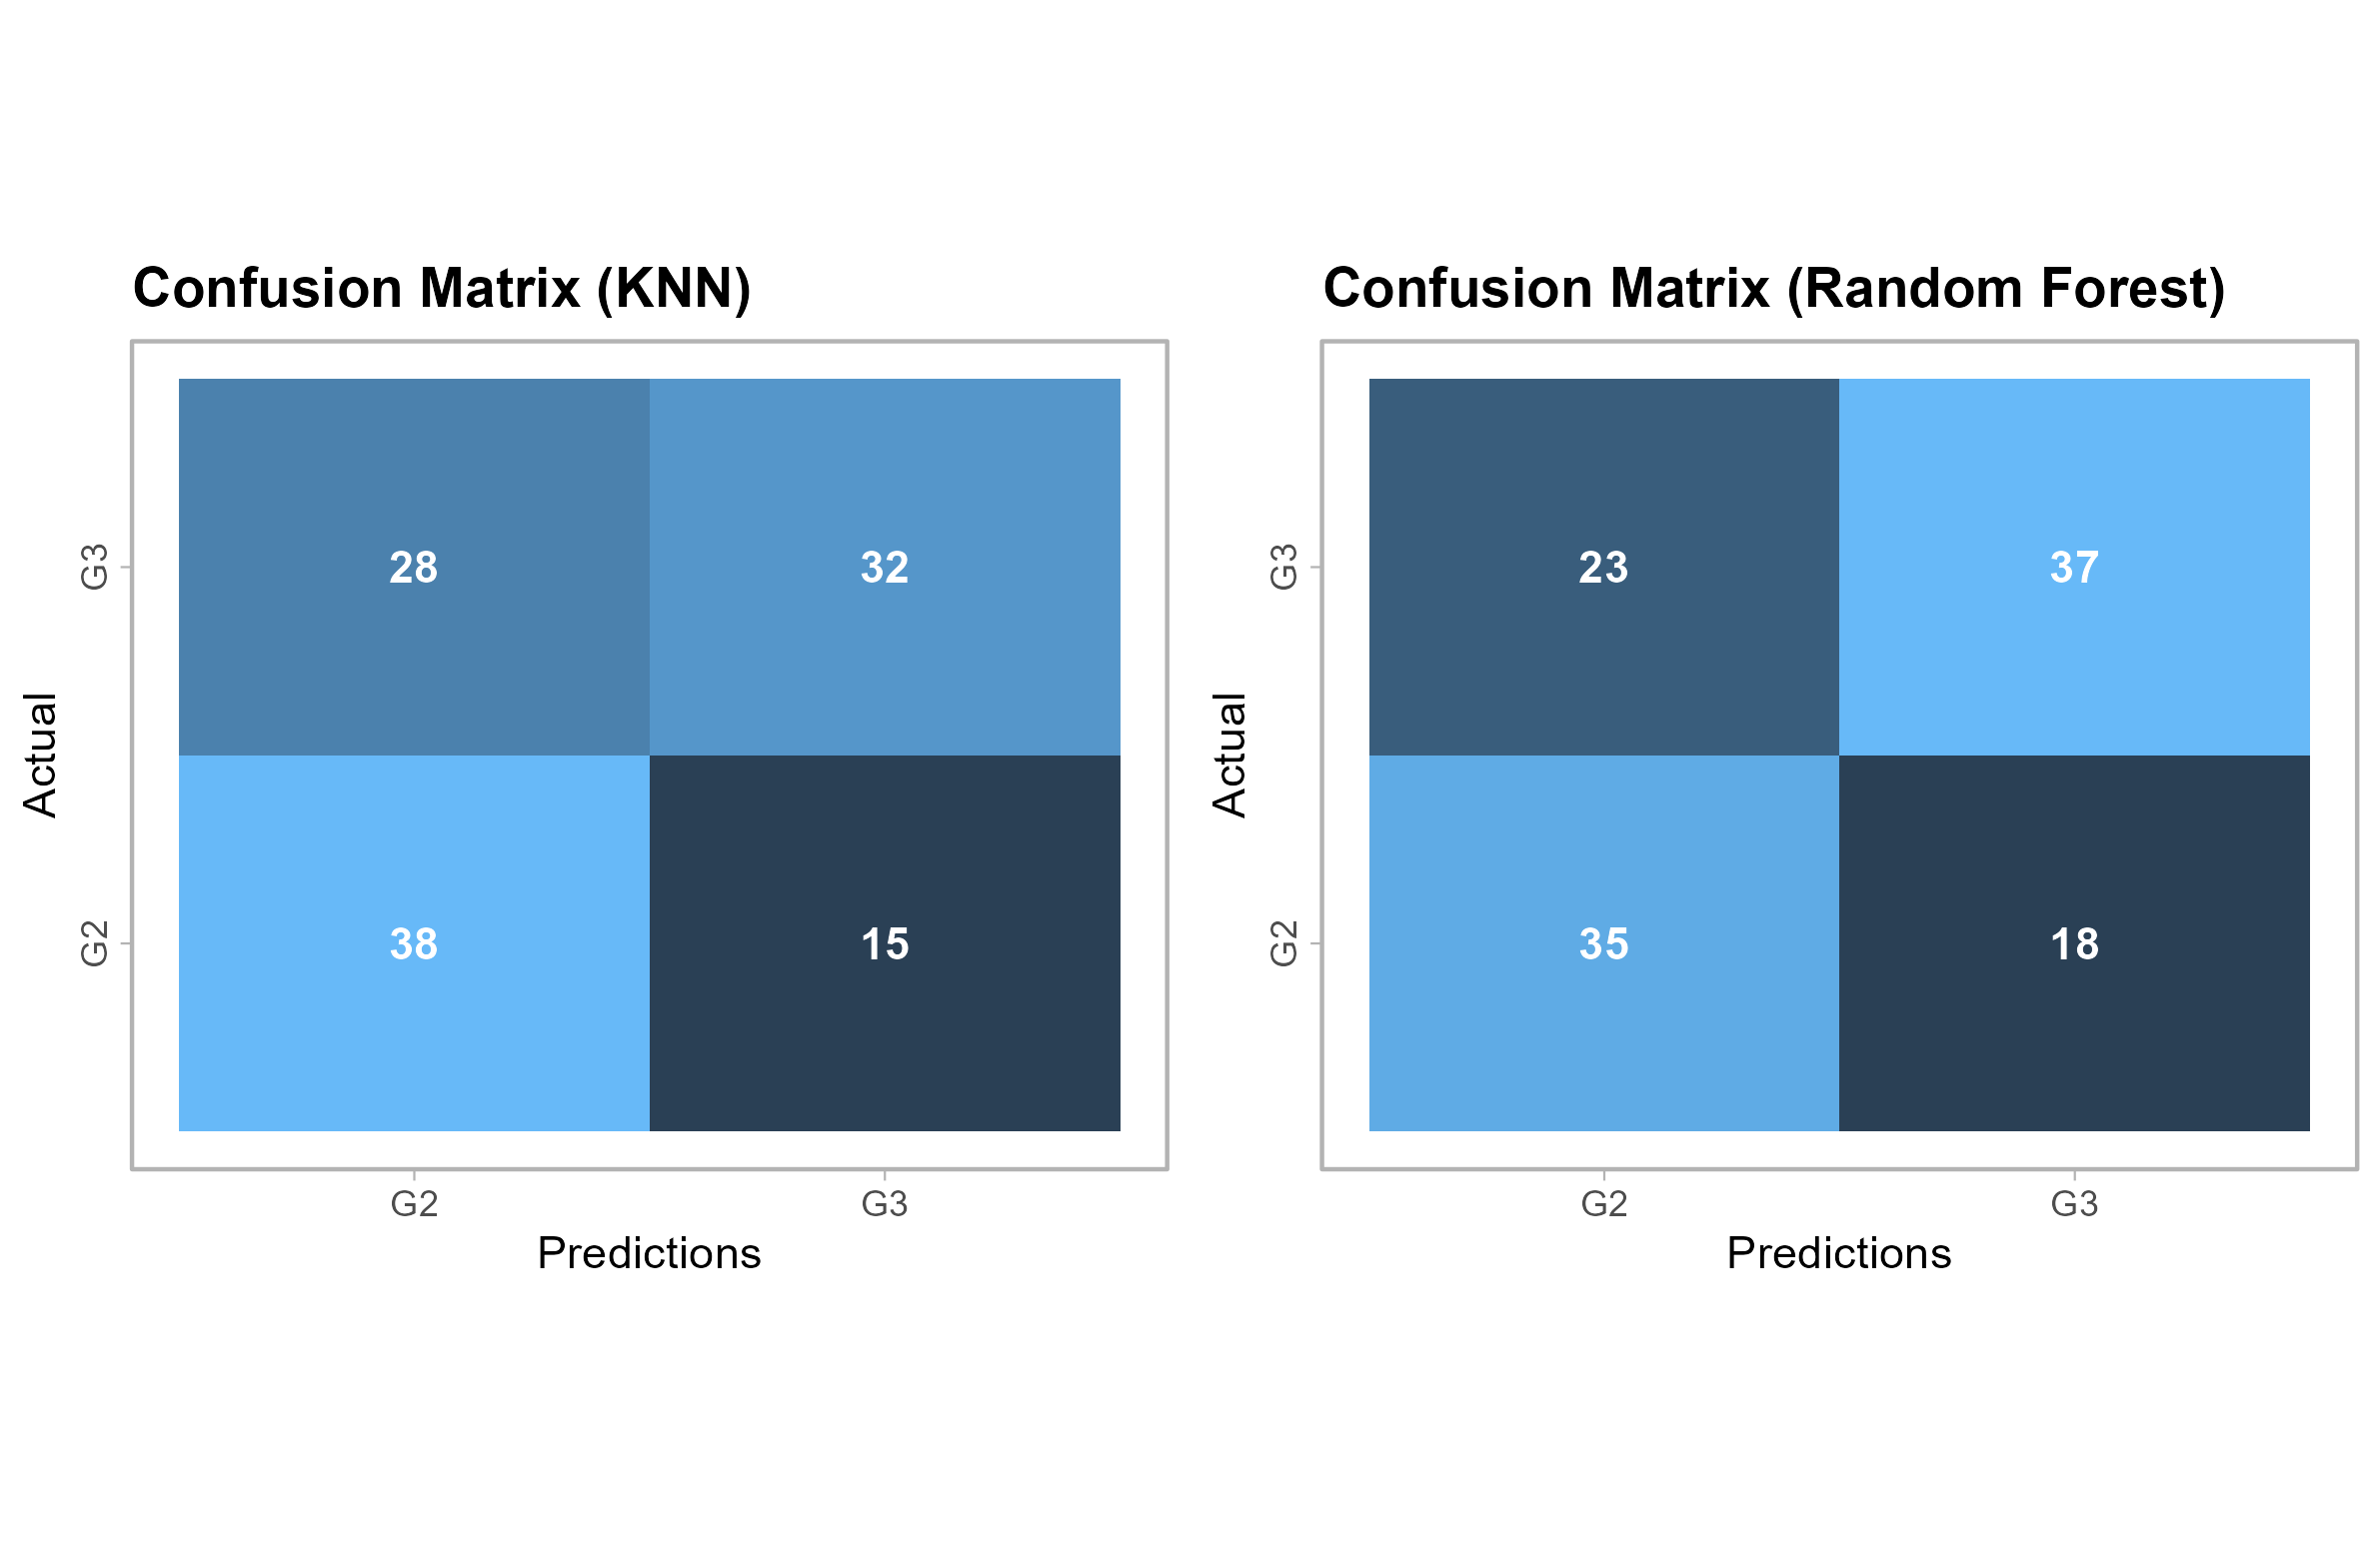 Confusion Matrix (KNN)
Actual
G3
G2
28
32
38
15
G2
G3
Predictions
Confusion Matrix (Random Forest)
Actual
G3
G2
23
37
35
18
G2
G3
Predictions